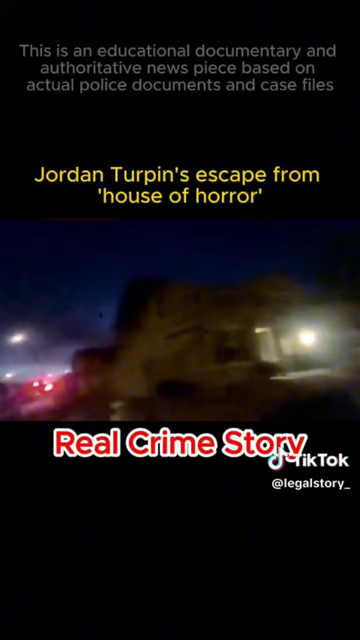 This is an educational documentary and
authoritative news piece based on
actual police documents and case files
Jordan Turpin's escape from
'house of horror'
Real Crime Story
TikTok
@legalstory_